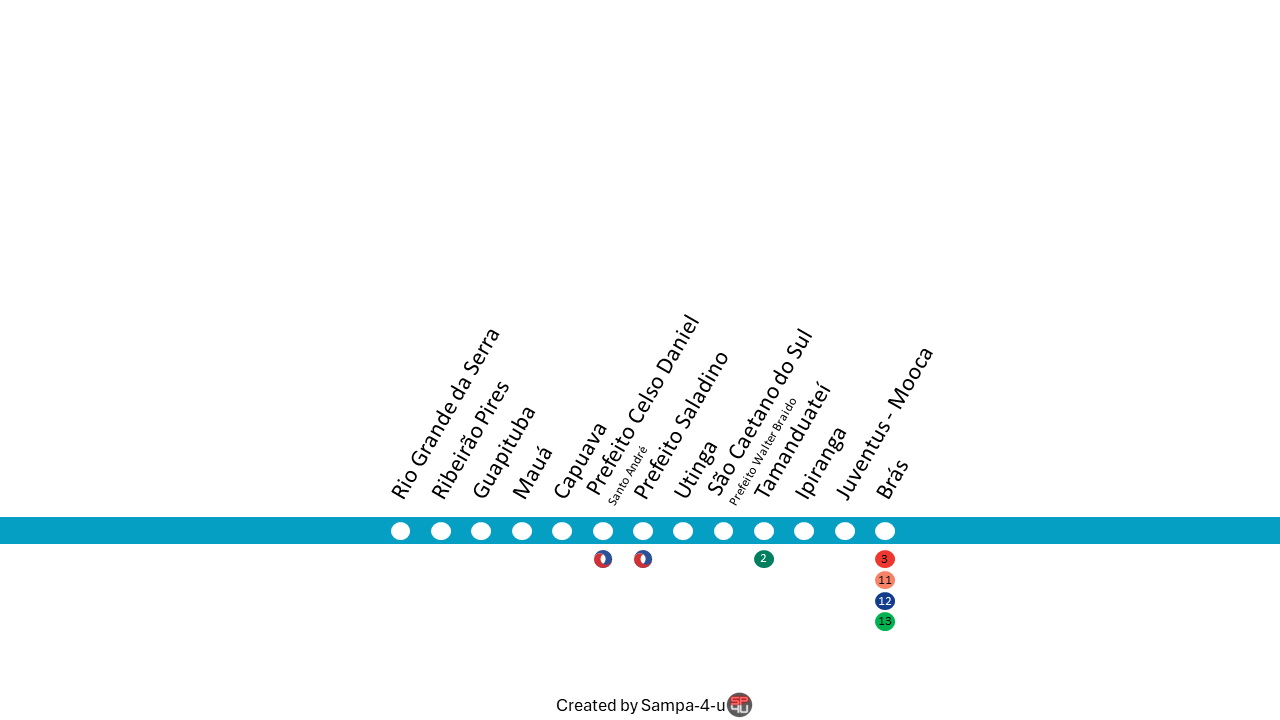 Rio Grande da Serra
Ribeirão Pires
Guapituba
Mauá
Capuava
Prefeito Celso Daniel
Santo André
Prefeito Saladino
Utinga
São Caetano do Sul
Prefeito Walter Braido
Tamanduateí
Ipiranga
Juventus - Mooca
Brás
2
3
11
12
13
Created by Sampa-4-u
SP
4U